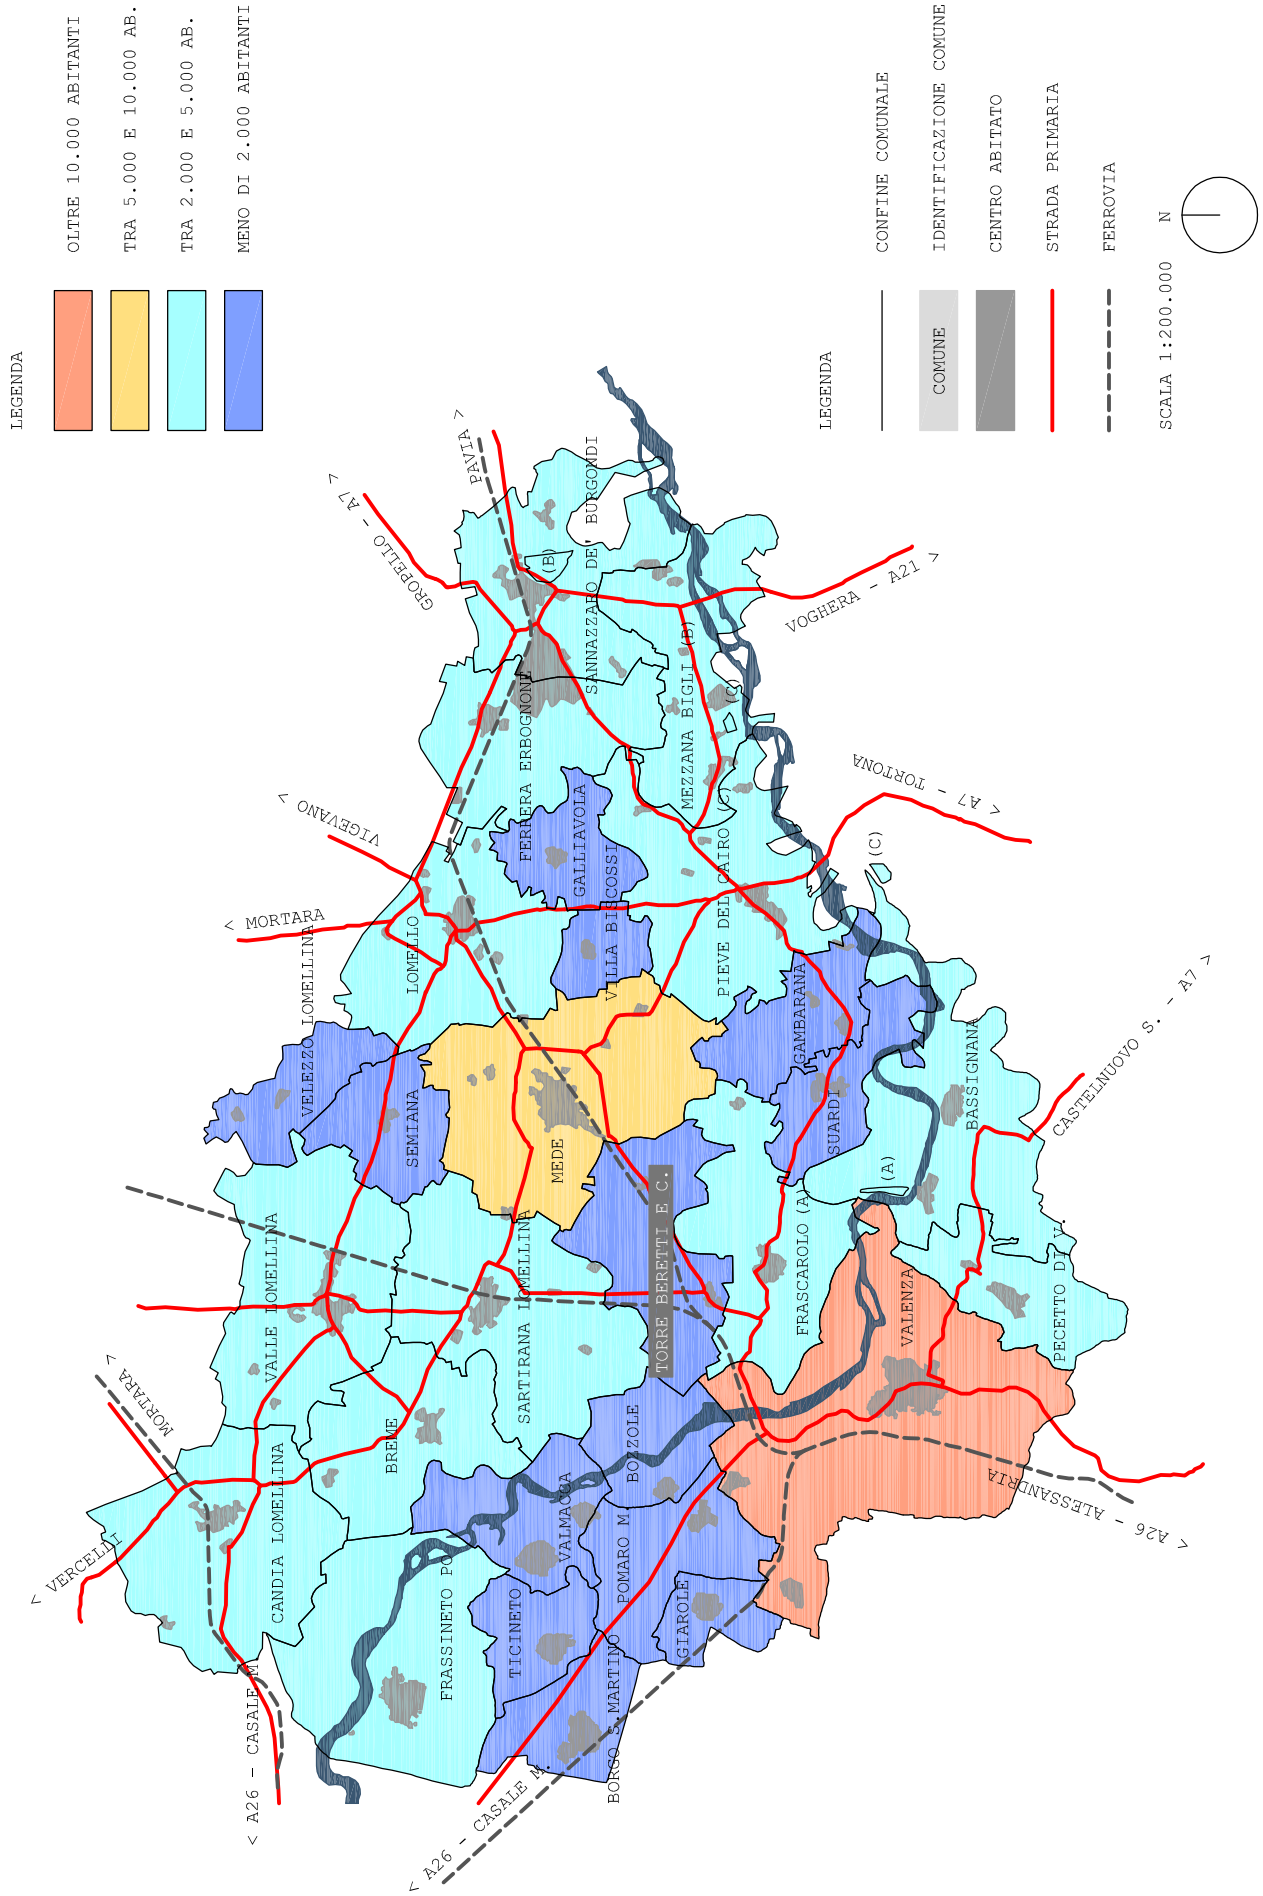 LEGENDA
OLTRE 10.000 ABITANTI
TRA 5.000 E 10.000 AB.
TRA 2.000 E 5.000 AB.
MENO DI 2.000 ABITANTI
LEGENDA
CONFINE COMUNALE
COMUNE
IDENTIFICAZIONE COMUNE
CENTRO ABITATO
STRADA PRIMARIA
FERROVIA
SCALA 1:200.000
N
< VERCELLI
MORTARA >
< A26 - CASALE M.
< A26 - CASALE M.
< MORTARA
VIGEVANO >
GROPELLO - A7 >
PAVIA >
VOGHERA - A21 >
< A7 - TORTONA
CASTELNUOVO S. - A7 >
< A26 - ALESSANDRIA
CANDIA LOMELLINA
VALLE LOMELLINA
VELEZZO LOMELLINA
BREME
SEMIANA
LOMELLO
FRASSINETO PO
SARTIRANA LOMELLINA
MEDE
FERRERA ERBOGNONE
GALLIAVOLA
SANNAZZARO DE' BURGONDI
(B)
TICINETO
VALMACCA
VILLA BISCOSSI
BORGO S.MARTINO
POMARO M.
BOZZOLE
TORRE BERETTI E C.
GIAROLE
MEZZANA BIGLI (B)
PIEVE DEL CAIRO (C)
(C)
(C)
FRASCAROLO (A)
(A)
GAMBARANA
SUARDI
VALENZA
BASSIGNANA
PECETTO DI V.